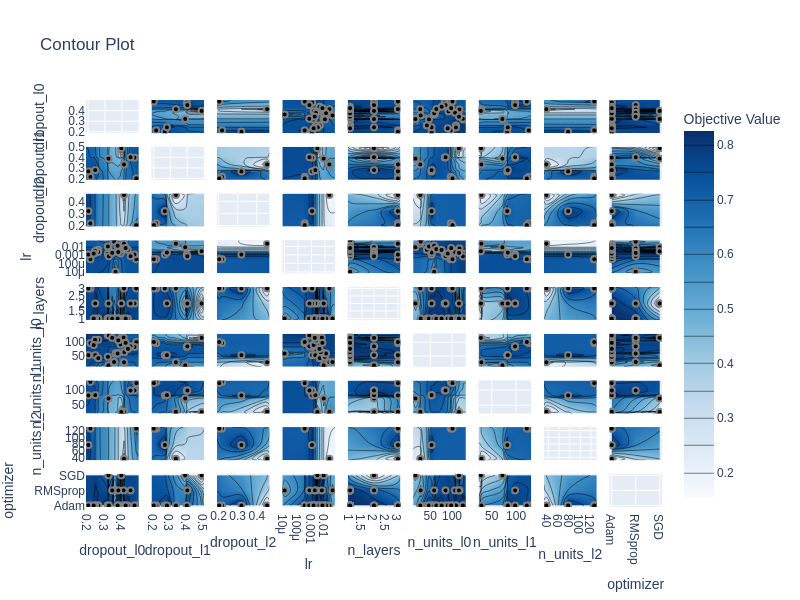 Contour Plot
Objective Value
dropout_l0
0.4
0.3
0.2
dropout_l1
0.5
0.4
0.3
0.2
dropout_l2
0.4
0.3
0.2
lr
0.01
0.001
100μ
10μ
n_layers
3
2.5
2
1.5
1
n_units_l0
100
50
n_units_l1
100
50
n_units_l2
120
100
80
60
40
optimizer
SGD
RMSprop
Adam
0.2 0.3 0.4
0.2 0.3 0.4 0.5
0.2 0.3 0.4
10μ 100μ 0.001 0.01
1 1.5 2 2.5 3
50 100
50 100
40 60 80 100 120
Adam RMSprop SGD
dropout_l0
dropout_l1
dropout_l2
lr
n_layers
n_units_l0
n_units_l1
n_units_l2
optimizer
0.8
0.7
0.6
0.5
0.4
0.3
0.2